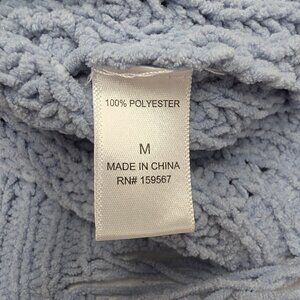 100% POLYESTER
M
MADE IN CHINA
RN# 159567